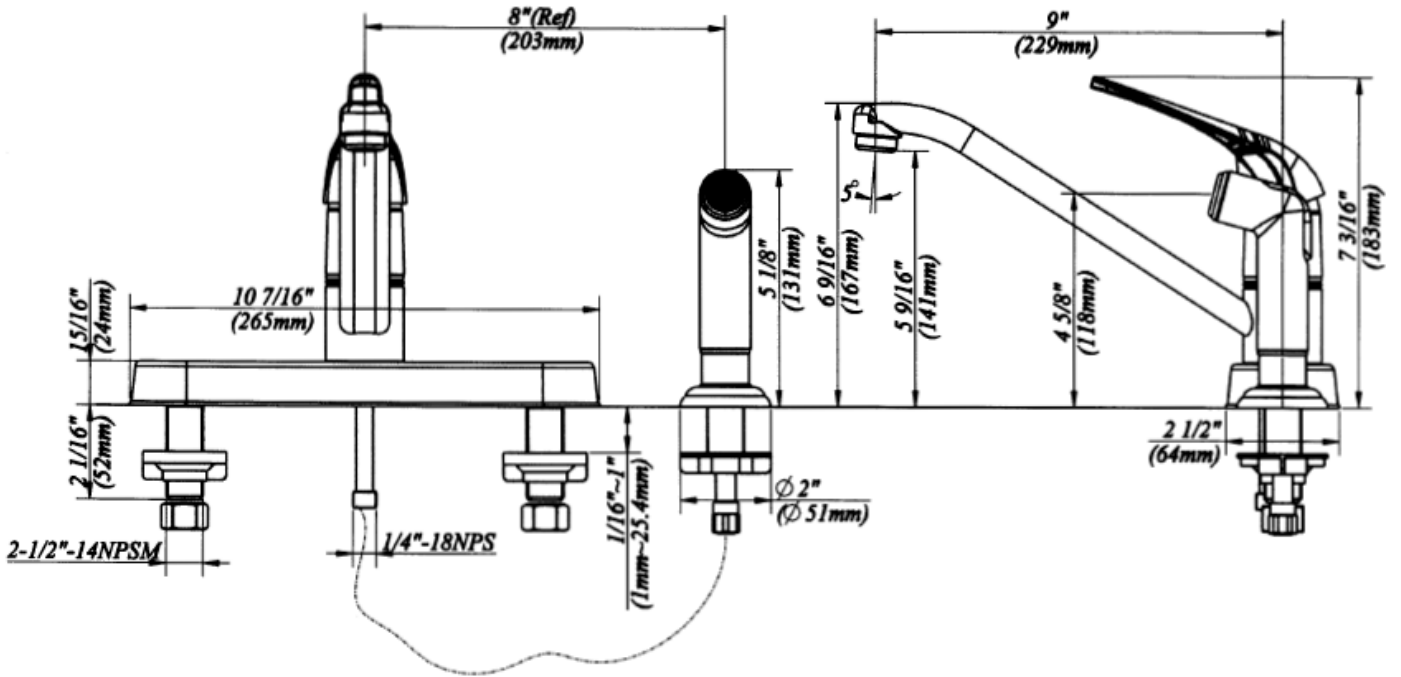 8"(Ref)
(203mm)
9"
(229mm)
10 7/16"
(265mm)
15/16"
(24mm)
2 1/16"
(52mm)
5 1/8"
(131mm)
6 9/16"
(167mm)
5°
5 9/16"
(141mm)
4 5/8"
(118mm)
7 3/16"
(183mm)
2 1/2"
(64mm)
Ø 2"
(Ø 51mm)
1/16"~1"
(1mm~25.4mm)
2-1/2"-14NPSM
1/4"-18NPS